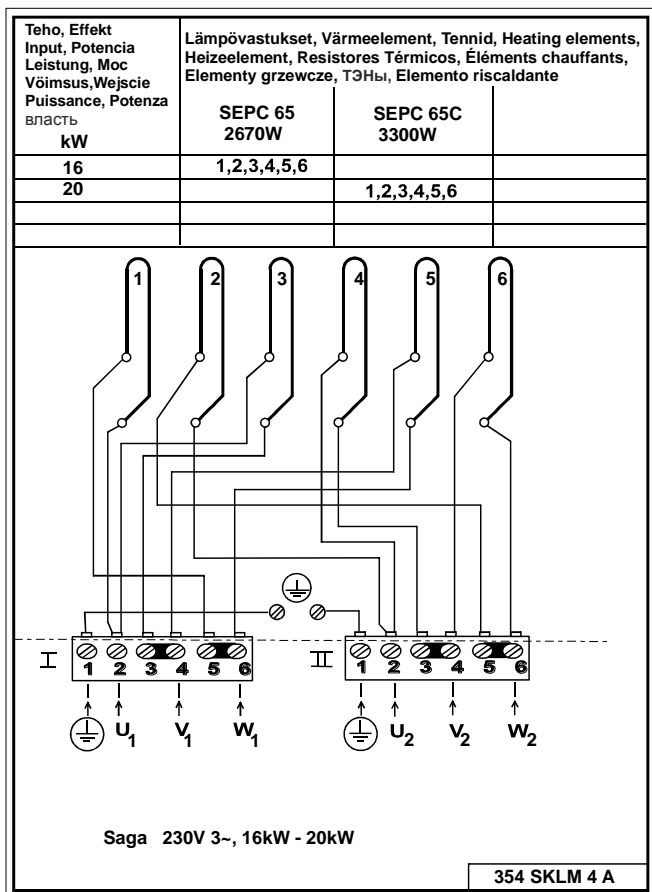 Teho, Effekt
Input, Potencia
Leistung, Moc
Võimsus,Wejscie
Puissance, Potenza
власть
kW
Lämpövastukset, Värmeelement, Tennid, Heating elements,
Heizeelement, Resistores Térmicos, Éléments chauffants,
Elementy grzewcze, ТЭНы, Elemento riscaldante
SEPC 65
2670W
SEPC 65C
3300W
16 1,2,3,4,5,6
20 1,2,3,4,5,6
1 2 3 4 5 6
I 1 2 3 4 5 6 II 1 2 3 4 5 6
U1 V1 W1 U2 V2 W2
Saga 230V 3~, 16kW - 20kW
354 SKLM 4 A